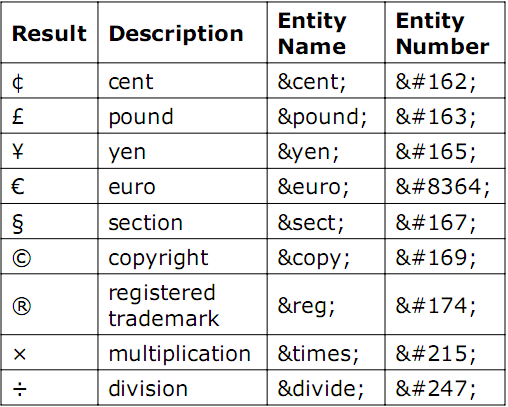 Result Description Entity Name Entity Number
¢ cent &cent; &#162;
£ pound &pound; &#163;
¥ yen &yen; &#165;
€ euro &euro; &#8364;
§ section &sect; &#167;
© copyright &copy; &#169;
® registered trademark &reg; &#174;
× multiplication &times; &#215;
÷ division &divide; &#247;